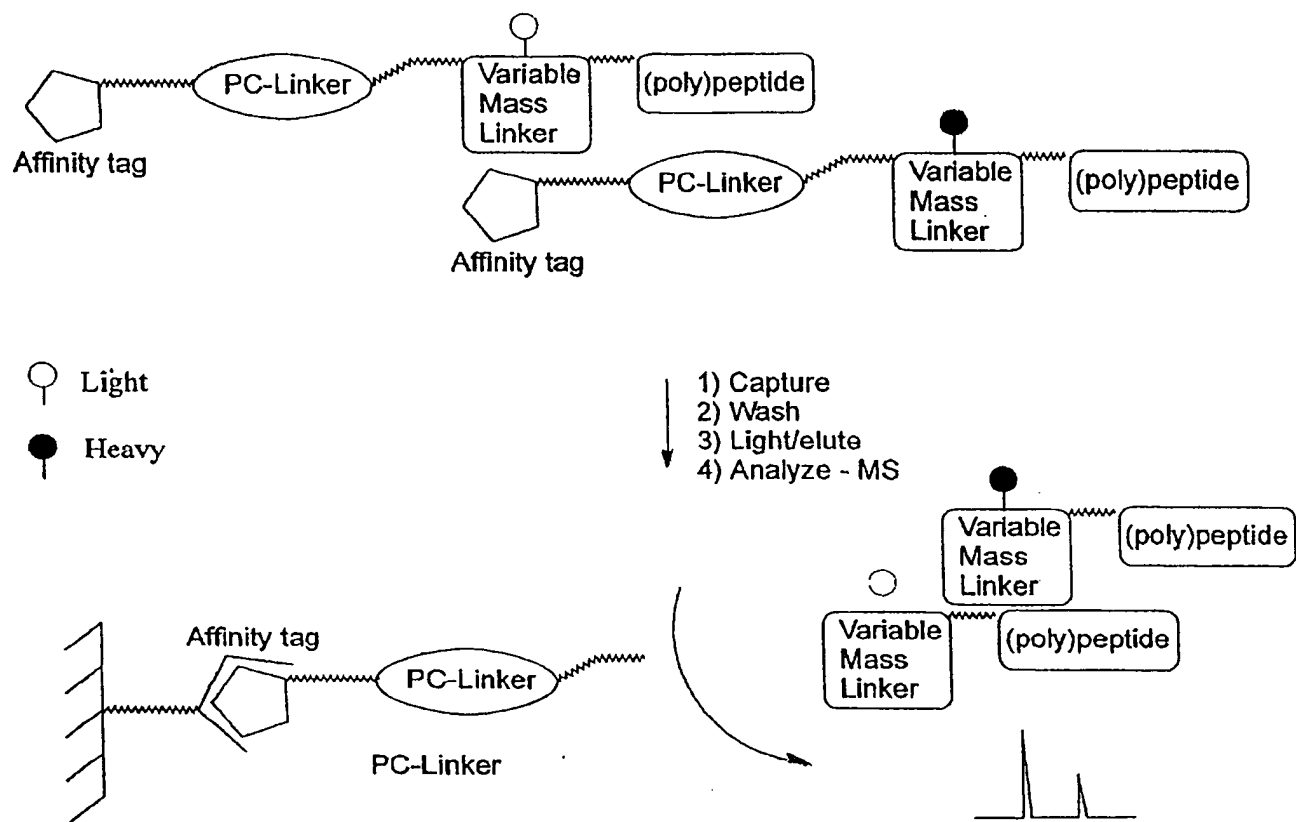 PC-Linker
Variable
Mass
Linker
(poly)peptide
Affinity tag
PC-Linker
Variable
Mass
Linker
(poly)peptide
Affinity tag
Light
Heavy
1) Capture
2) Wash
3) Light/elute
4) Analyze - MS
Variable
Mass
Linker
(poly)peptide
Variable
Mass
Linker
(poly)peptide
Affinity tag
PC-Linker
PC-Linker